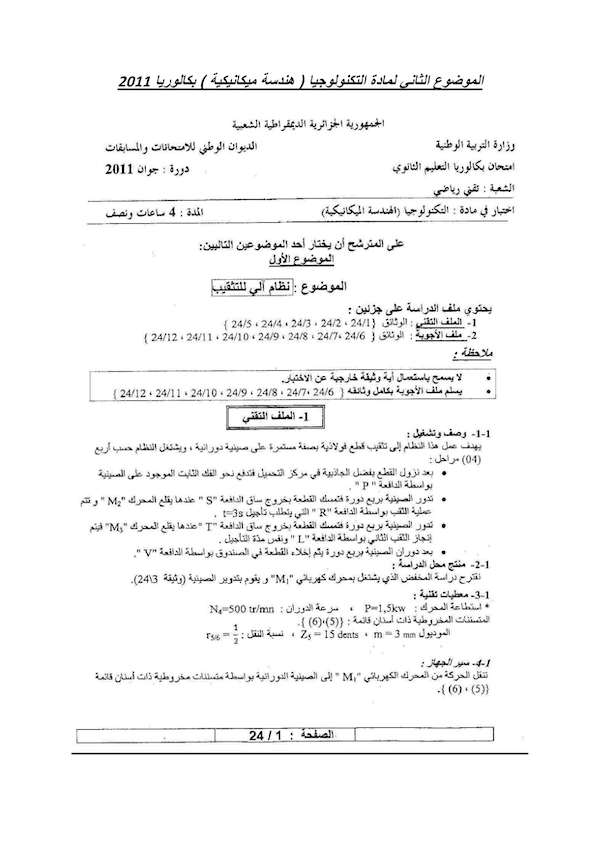 الموضوع الثاني لمادة التكنولوجيا ( هندسة ميكانيكية ) بكالوريا 2011
الجمهورية الجزائرية الديمقراطية الشعبية
وزارة التربية الوطنية الديوان الوطني للامتحانات والمسابقات
امتحان بكالوريا التعليم الثانوي دورة : جوان 2011
الشعبة : تقني رياضي
اختبار في مادة : التكنولوجيا (الهندسة الميكانيكية) المدة : 4 ساعات ونصف
على المترشح أن يختار أحد الموضوعين التاليين:
الموضوع الأول
الموضوع : نظام آلي للتثقيب
يحتوي ملف الدراسة على جزئين :
1- الملف التقني : الوثائق { 24/1 ، 24/2 ، 24/3 ، 24/4 ، 24/5 }
2- ملف الأجوبة : الوثائق { 24/6 ، 24/7 ، 24/8 ، 24/9 ، 24/10 ، 24/11 ، 24/12 }
ملاحظة :
• لا يسمح باستعمال أية وثيقة خارجية عن الاختبار.
• يسلم ملف الأجوبة بكامل وثائقه { 24/6 ، 24/7 ، 24/8 ، 24/9 ، 24/10 ، 24/11 ، 24/12 }
1- الملف التقني
1-1- وصف وتشغيل :
يهدف عمل هذا النظام إلى تثقيب قطع فولاذية بصفة مستمرة على صينية دورانية ، ويشتغل النظام حسب أربع
(04) مراحل :
• بعد نزول القطع بفضل الجاذبية في مركز التحميل فتدفع نحو الفك الثابت الموجود على الصينية
بواسطة الدافعة " P " .
• تدور الصينية بربع دورة فتمسك القطعة بخروج ساق الدافعة "S" عندها يقلع المحرك "M₂" و تتم
عملية الثقب بواسطة الدافعة "R" التي يتطلب تأجيل t=3s .
• تدور الصينية بربع دورة فتمسك القطعة بخروج ساق الدافعة "T" عندها يقلع المحرك "M₃" فيتم
إنجاز الثقب الثاني بواسطة الدافعة "L" ونفس مدة التأجيل .
• بعد دوران الصينية بربع دورة يتم إخلاء القطعة في الصندوق بواسطة الدافعة "V" .
1-2- منتج محل الدراسة :
نقترح دراسة المخفض الذي يشتغل بمحرك كهربائي "M₁" و يقوم بتدوير الصينية (وثيقة 3\24).
1-3- معطيات تقنية :
* استطاعة المحرك : P=1,5kw ، سرعة الدوران : N₄=500 tr/mn
المتسننات المخروطية ذات أسنان قائمة : {(5)،(6)} .
الموديول m = 3 mm ، Z₅ = 15 dents ، نسبة النقل : r₅/₆ = 1/2
1-4- سير الجهاز :
تنقل الحركة من المحرك الكهربائي "M₁" إلى الصينية الدورانية بواسطة متسننات مخروطية ذات أسنان قائمة
{(5) ، (6) }.
الصفحة : 1 / 24